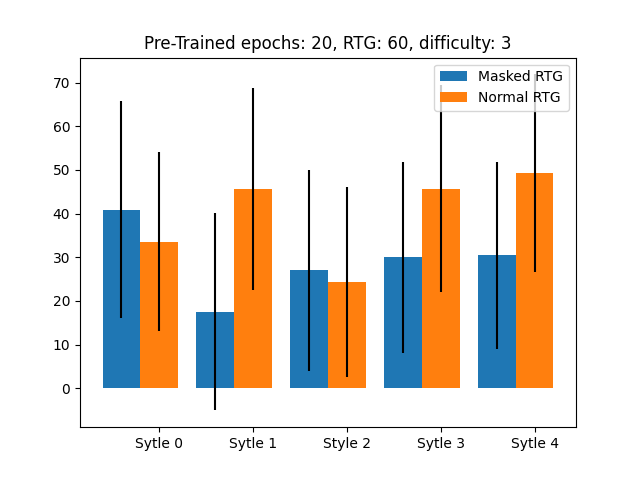 Pre-Trained epochs: 20, RTG: 60, difficulty: 3
Masked RTG
Normal RTG
70
60
50
40
30
20
10
0
Sytle 0
Sytle 1
Style 2
Sytle 3
Sytle 4